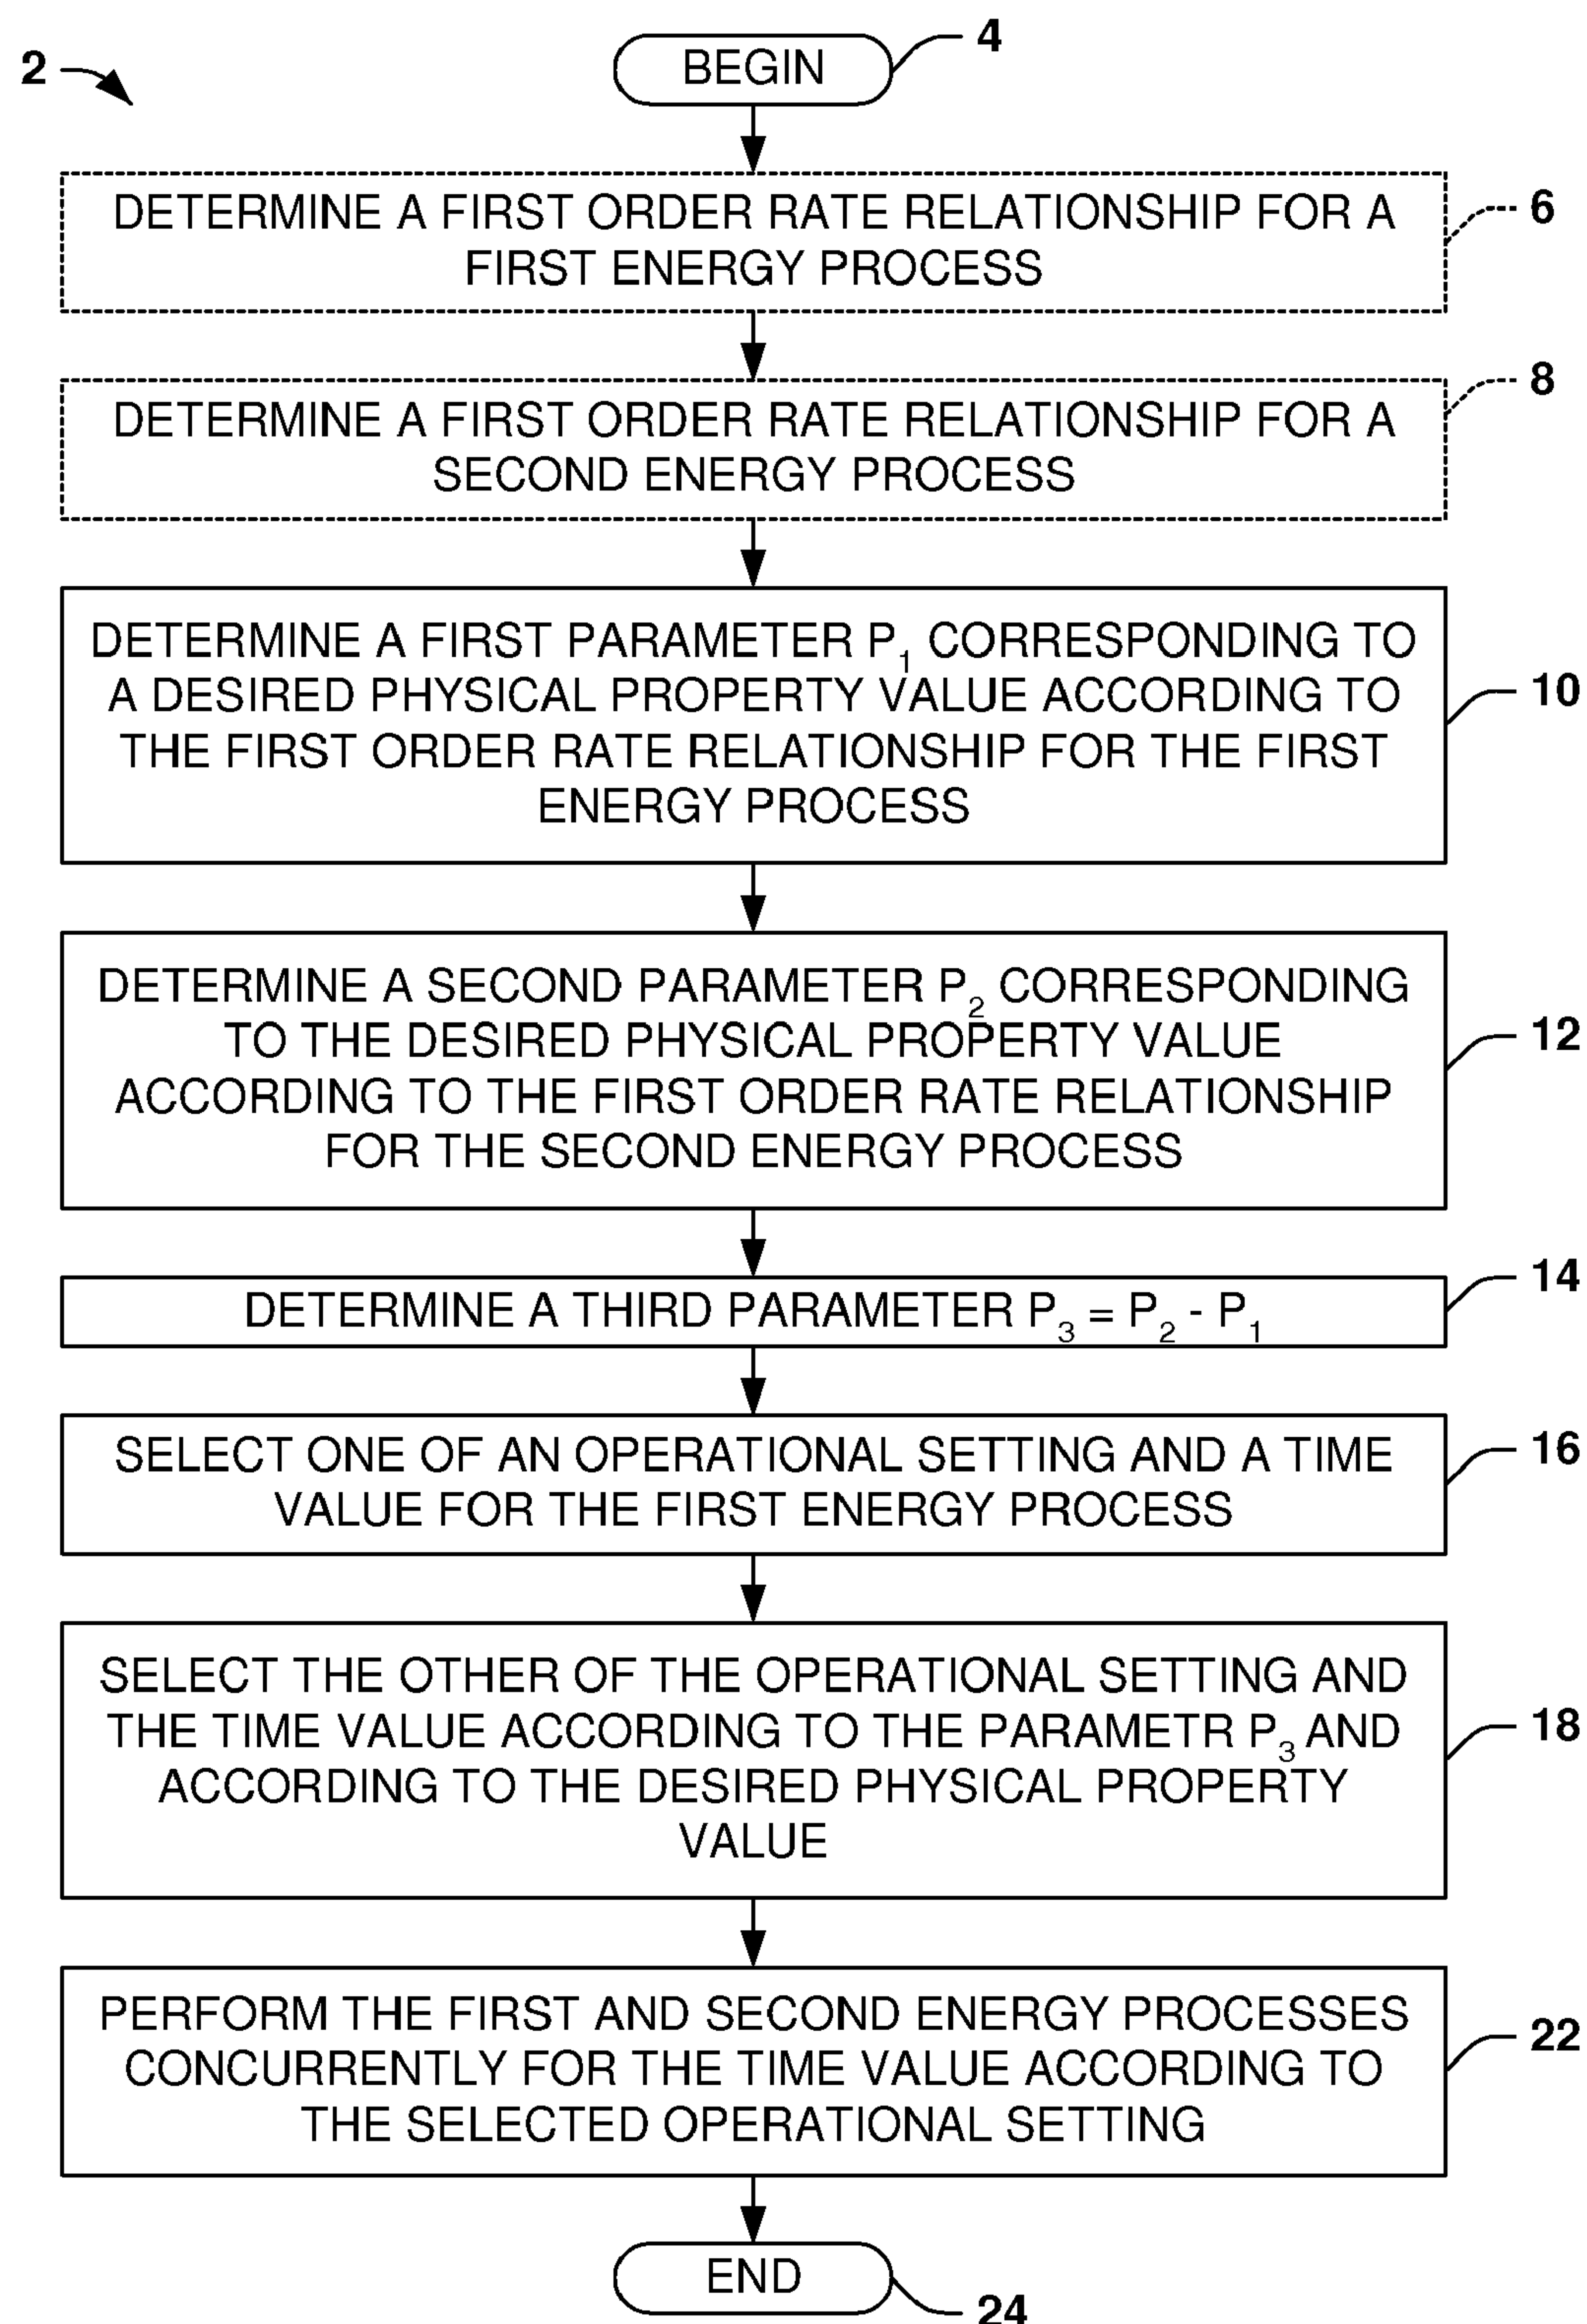 2
BEGIN
4
DETERMINE A FIRST ORDER RATE RELATIONSHIP FOR A
FIRST ENERGY PROCESS
6
DETERMINE A FIRST ORDER RATE RELATIONSHIP FOR A
SECOND ENERGY PROCESS
8
DETERMINE A FIRST PARAMETER P₁ CORRESPONDING TO
A DESIRED PHYSICAL PROPERTY VALUE ACCORDING TO
THE FIRST ORDER RATE RELATIONSHIP FOR THE FIRST
ENERGY PROCESS
10
DETERMINE A SECOND PARAMETER P₂ CORRESPONDING
TO THE DESIRED PHYSICAL PROPERTY VALUE
ACCORDING TO THE FIRST ORDER RATE RELATIONSHIP
FOR THE SECOND ENERGY PROCESS
12
DETERMINE A THIRD PARAMETER P₃ = P₂ - P₁
14
SELECT ONE OF AN OPERATIONAL SETTING AND A TIME
VALUE FOR THE FIRST ENERGY PROCESS
16
SELECT THE OTHER OF THE OPERATIONAL SETTING AND
THE TIME VALUE ACCORDING TO THE PARAMETR P₃ AND
ACCORDING TO THE DESIRED PHYSICAL PROPERTY
VALUE
18
PERFORM THE FIRST AND SECOND ENERGY PROCESSES
CONCURRENTLY FOR THE TIME VALUE ACCORDING TO
THE SELECTED OPERATIONAL SETTING
22
END
24